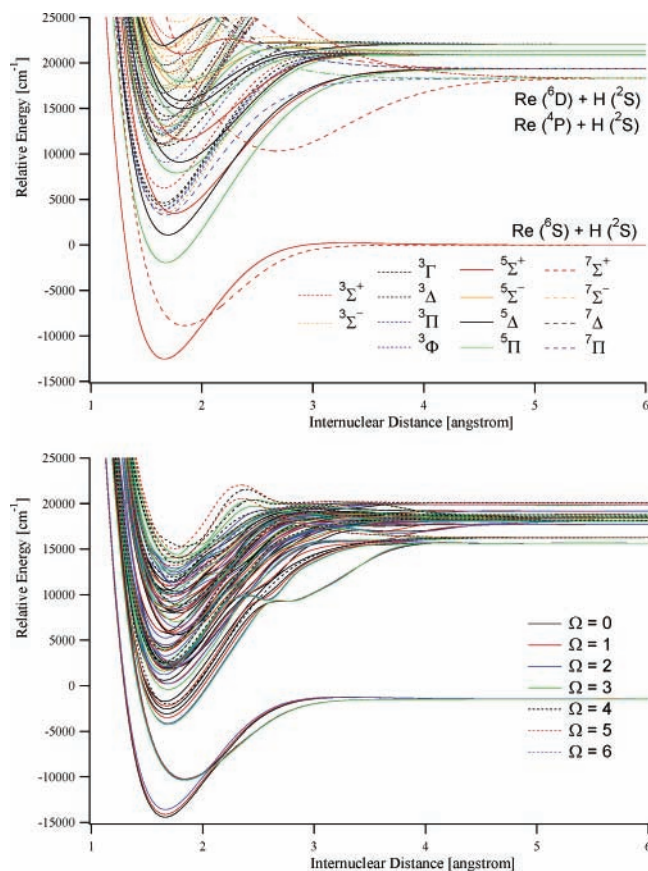 25000
20000
15000
10000
5000
0
-5000
-10000
-15000
Relative Energy [cm⁻¹]
Re (⁶D) + H (²S)
Re (⁴P) + H (²S)
Re (⁶S) + H (²S)
³Σ⁺
³Σ⁻
³Γ
³Δ
³Π
³Φ
⁵Σ⁺
⁵Σ⁻
⁵Δ
⁵Π
⁷Σ⁺
⁷Σ⁻
⁷Δ
⁷Π
1 2 3 4 5 6
Internuclear Distance [angstrom]
25000
20000
15000
10000
5000
0
-5000
-10000
-15000
Relative Energy [cm⁻¹]
Ω = 0
Ω = 1
Ω = 2
Ω = 3
Ω = 4
Ω = 5
Ω = 6
1 2 3 4 5 6
Internuclear Distance [angstrom]